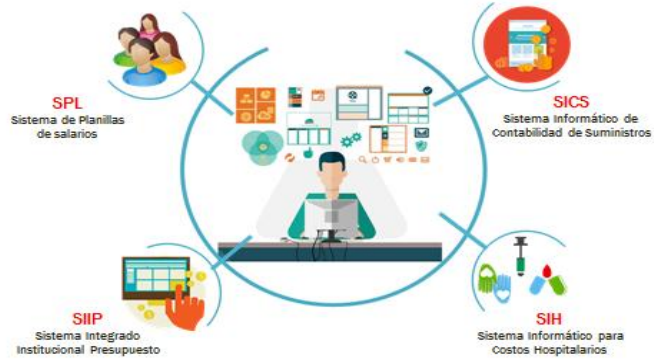 SPL
Sistema de Planillas
de salarios
SICS
Sistema Informático de
Contabilidad de Suministros
SIIP
Sistema Integrado
Institucional Presupuesto
SIH
Sistema Informático para
Costos Hospitalarios